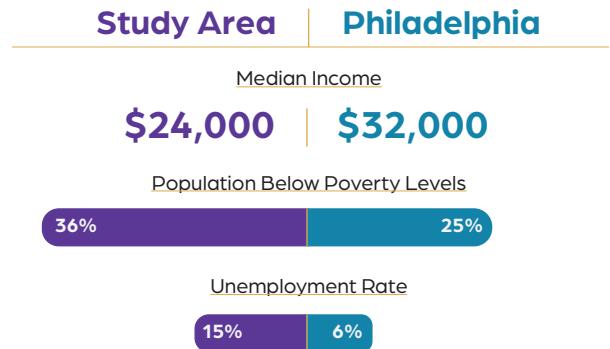 Study Area Philadelphia
Median Income
$24,000 $32,000
Population Below Poverty Levels
36% 25%
Unemployment Rate
15% 6%